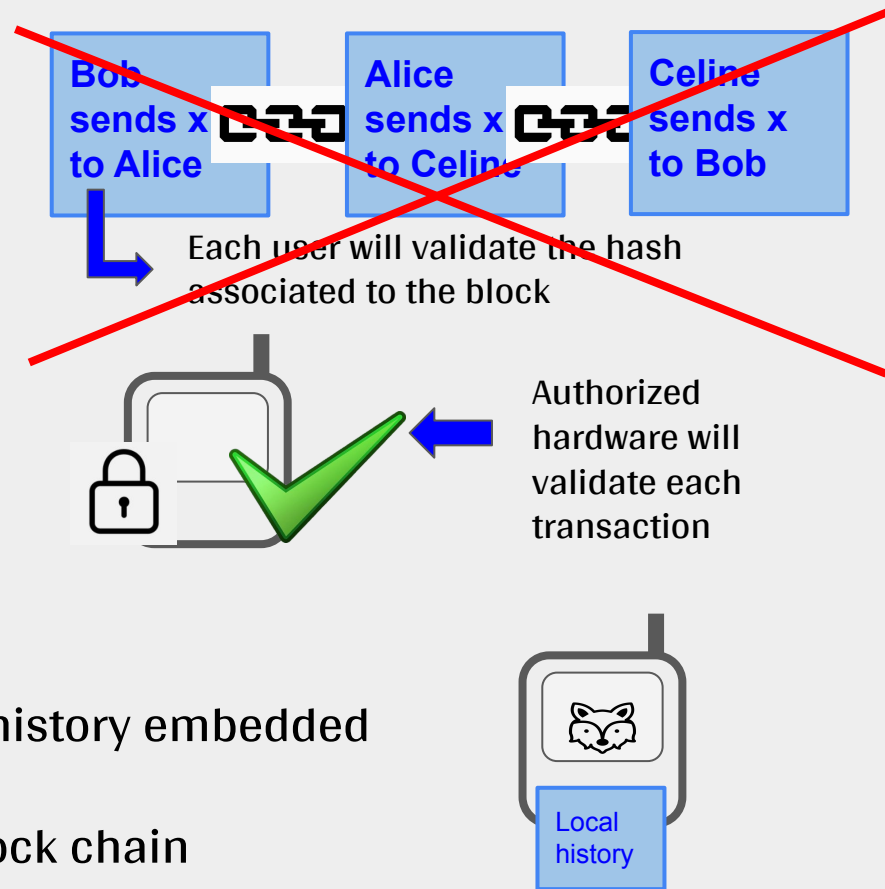 Bob
sends x
to Alice
Alice
sends x
to Celine
Celine
sends x
to Bob
Each user will validate the hash
associated to the block
Authorized
hardware will
validate each
transaction
history embedded
ock chain
Local
history